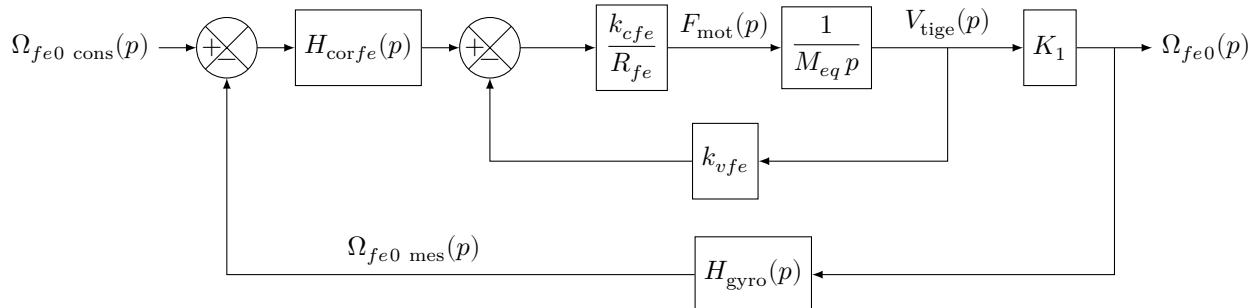 Ω_{fe0 cons}(p)
+
−
H_{corfe}(p)
+
−
k_{cfe}
R_{fe}
F_{mot}(p)
1
M_{eq} p
V_{tige}(p)
K_1
Ω_{fe0}(p)
k_{vfe}
Ω_{fe0 mes}(p)
H_{gyro}(p)